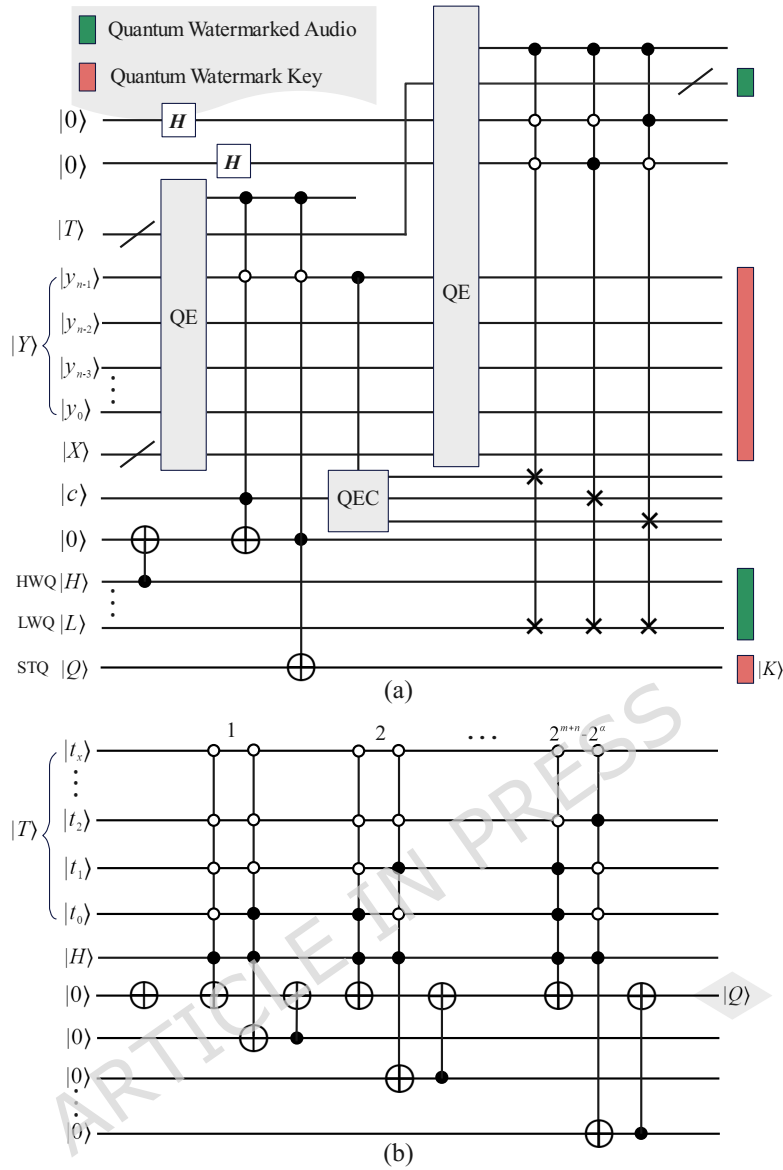 Quantum Watermarked Audio
Quantum Watermark Key
|0⟩ H
|0⟩ H
|T⟩
|y_{n-1}⟩
|y_{n-2}⟩ QE QE
|Y⟩ |y_{n-3}⟩
⋮
|y_0⟩
|X⟩
|c⟩ QEC
|0⟩
HWQ |H⟩
⋮
LWQ |L⟩
STQ |Q⟩ |K⟩
(a)
1 2 ... 2^{m+n}-2^α
|t_x⟩
⋮
|t_2⟩
|T⟩
|t_1⟩
|t_0⟩
|H⟩
|0⟩ |Q⟩
|0⟩
|0⟩
⋮
|0⟩
(b)
ARTICLE IN PRESS